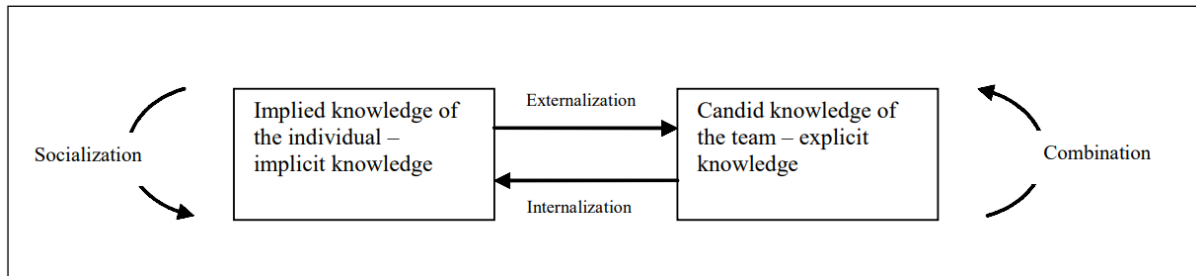 Socialization
Implied knowledge of
the individual –
implicit knowledge
Externalization
Internalization
Candid knowledge of
the team – explicit
knowledge
Combination